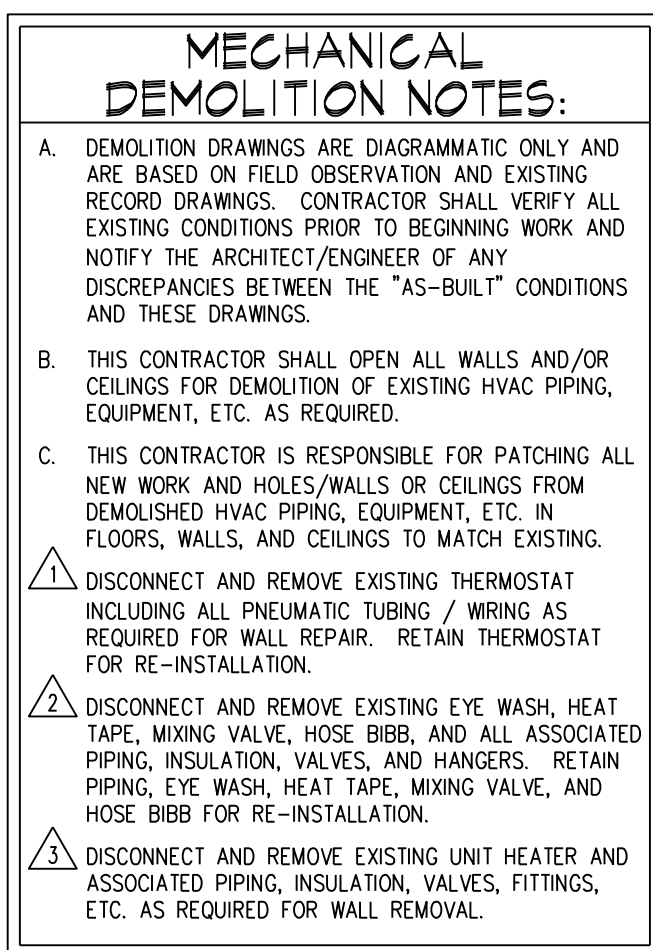 MECHANICAL
DEMOLITION NOTES:
A. DEMOLITION DRAWINGS ARE DIAGRAMMATIC ONLY AND
ARE BASED ON FIELD OBSERVATION AND EXISTING
RECORD DRAWINGS. CONTRACTOR SHALL VERIFY ALL
EXISTING CONDITIONS PRIOR TO BEGINNING WORK AND
NOTIFY THE ARCHITECT/ENGINEER OF ANY
DISCREPANCIES BETWEEN THE "AS-BUILT" CONDITIONS
AND THESE DRAWINGS.
B. THIS CONTRACTOR SHALL OPEN ALL WALLS AND/OR
CEILINGS FOR DEMOLITION OF EXISTING HVAC PIPING,
EQUIPMENT, ETC. AS REQUIRED.
C. THIS CONTRACTOR IS RESPONSIBLE FOR PATCHING ALL
NEW WORK AND HOLES/WALLS OR CEILINGS FROM
DEMOLISHED HVAC PIPING, EQUIPMENT, ETC. IN
FLOORS, WALLS, AND CEILINGS TO MATCH EXISTING.
1 DISCONNECT AND REMOVE EXISTING THERMOSTAT
INCLUDING ALL PNEUMATIC TUBING / WIRING AS
REQUIRED FOR WALL REPAIR. RETAIN THERMOSTAT
FOR RE-INSTALLATION.
2 DISCONNECT AND REMOVE EXISTING EYE WASH, HEAT
TAPE, MIXING VALVE, HOSE BIBB, AND ALL ASSOCIATED
PIPING, INSULATION, VALVES, AND HANGERS. RETAIN
PIPING, EYE WASH, HEAT TAPE, MIXING VALVE, AND
HOSE BIBB FOR RE-INSTALLATION.
3 DISCONNECT AND REMOVE EXISTING UNIT HEATER AND
ASSOCIATED PIPING, INSULATION, VALVES, FITTINGS,
ETC. AS REQUIRED FOR WALL REMOVAL.